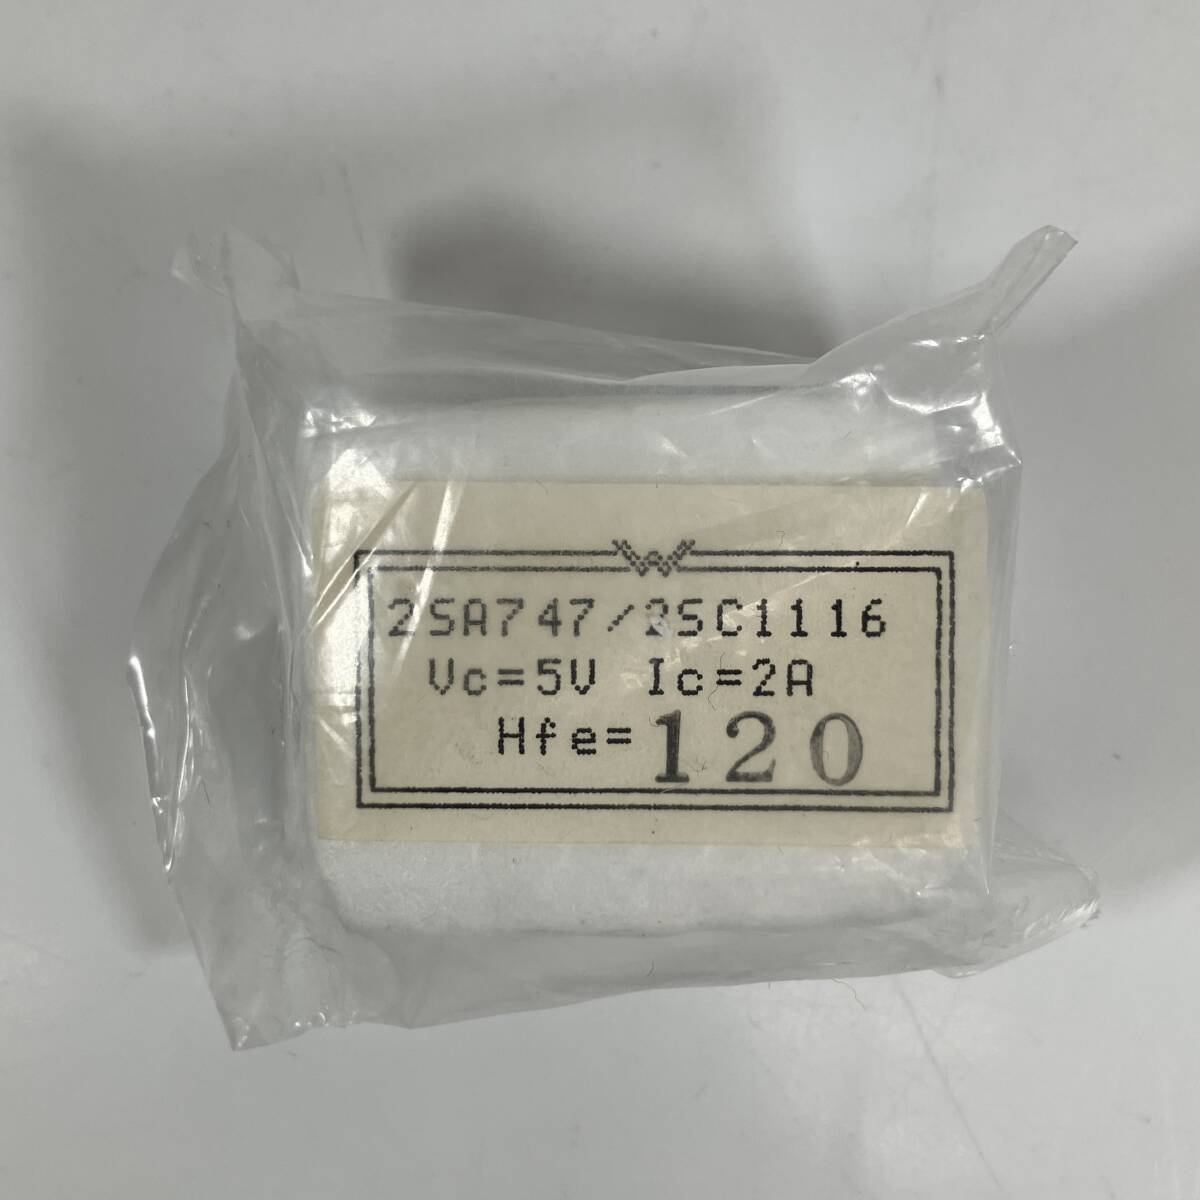 W
2SA747/2SC1116
Vc=5V Ic=2A
Hfe=120